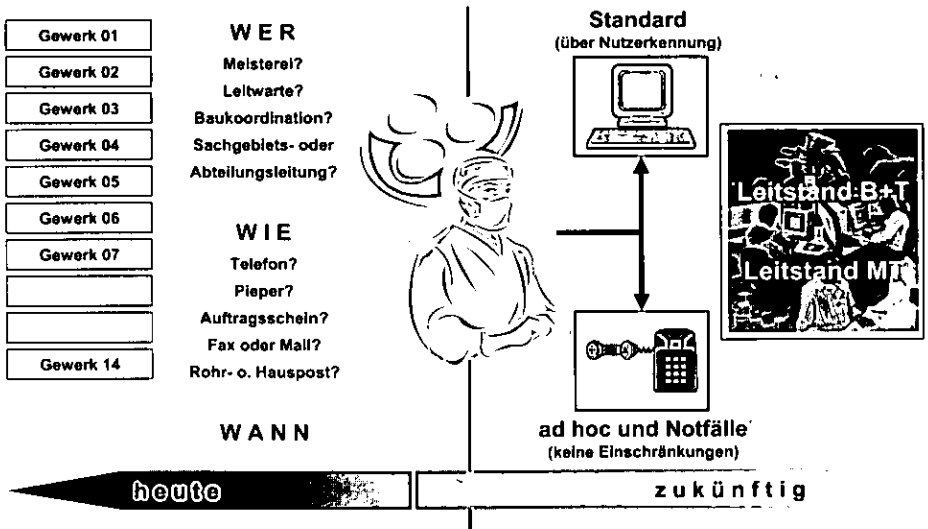 Gewerk 01
Gewerk 02
Gewerk 03
Gewerk 04
Gewerk 05
Gewerk 06
Gewerk 07
Gewerk 14
WER
Meisterei?
Leitwarte?
Baukoordination?
Sachgebiets- oder
Abteilungsleitung?
WIE
Telefon?
Pieper?
Auftragsschein?
Fax oder Mail?
Rohr- o. Hauspost?
WANN
Standard
(über Nutzerkennung)
ad hoc und Notfälle
(keine Einschränkungen)
Leitstand B+T
Leitstand MT
heute
zukünftig